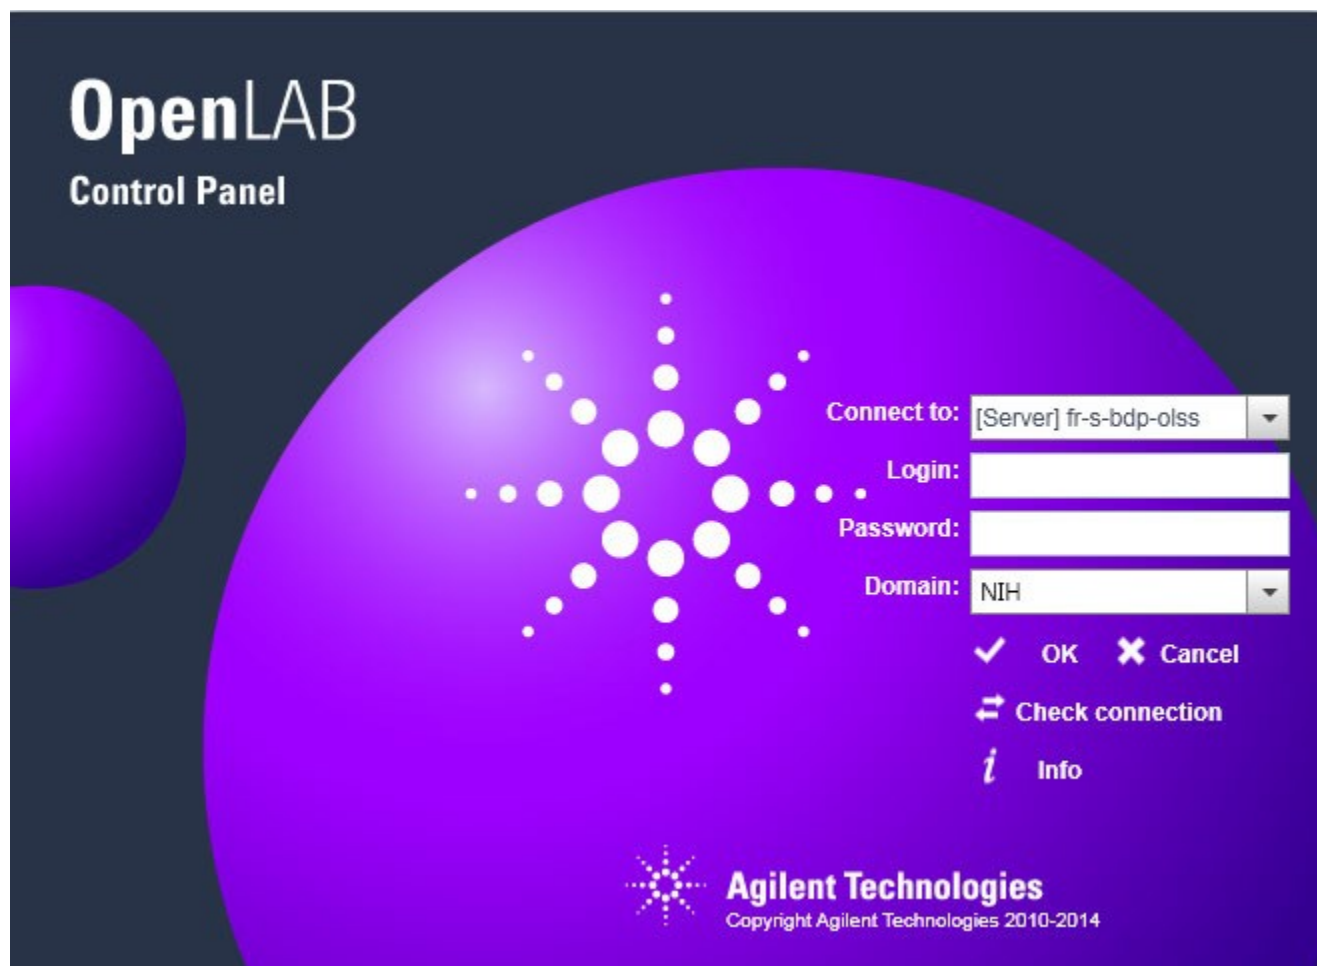 OpenLAB
Control Panel
Connect to: [Server] fr-s-bdp-olss
Login:
Password:
Domain: NIH
OK Cancel
Check connection
i Info
Agilent Technologies
Copyright Agilent Technologies 2010-2014